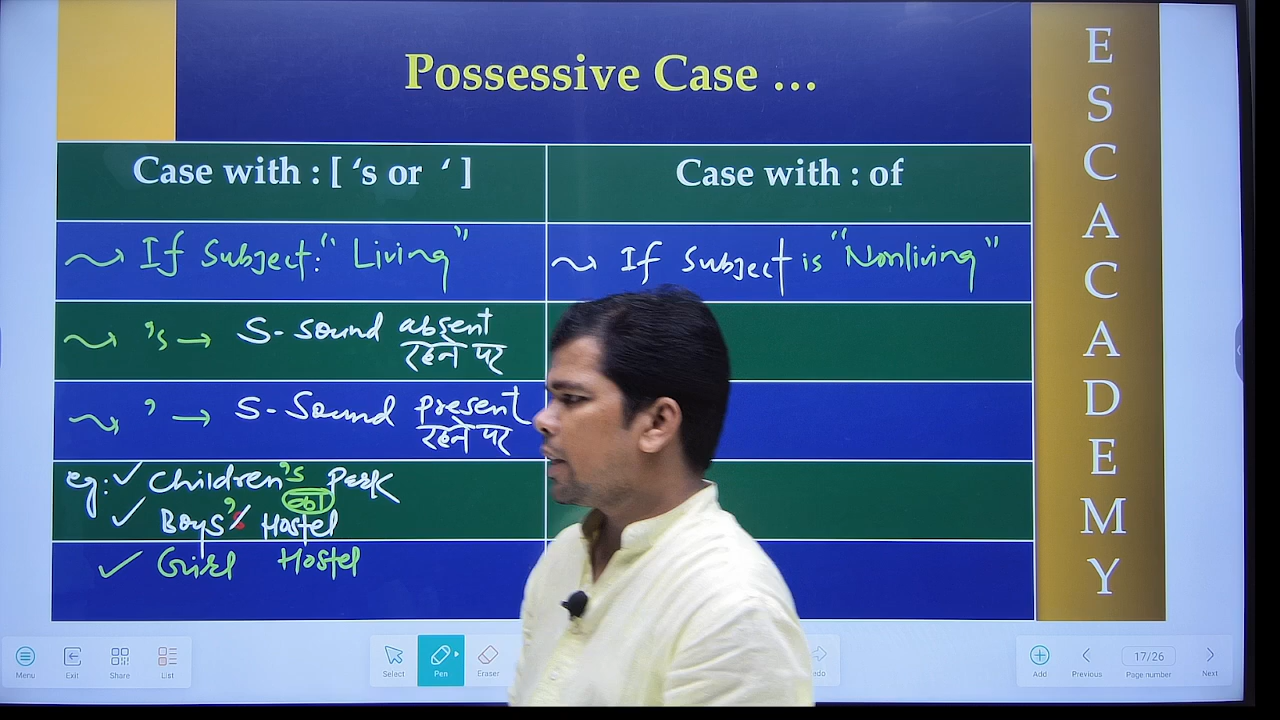 Possessive Case ...
Case with : [ ‘s or ‘ ]
Case with : of
If Subject: “Living”
If Subject is “Nonliving”
’s → S-Sound absent
रहने पर
’ → S-Sound present
रहने पर
eg: Children's Park
का
Boys' Hostel
Girl Hostel
ESCACADEMY
Menu
Exit
Share
List
Select
Pen
Eraser
edo
Add
Previous
17/26
Page number
Next